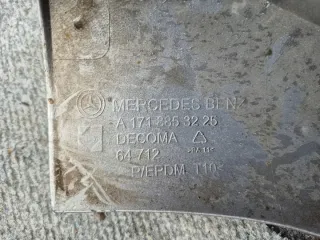 MERCEDES BENZ
A 171 885 32 25
DECOMA
64 712
P/EPDM T10